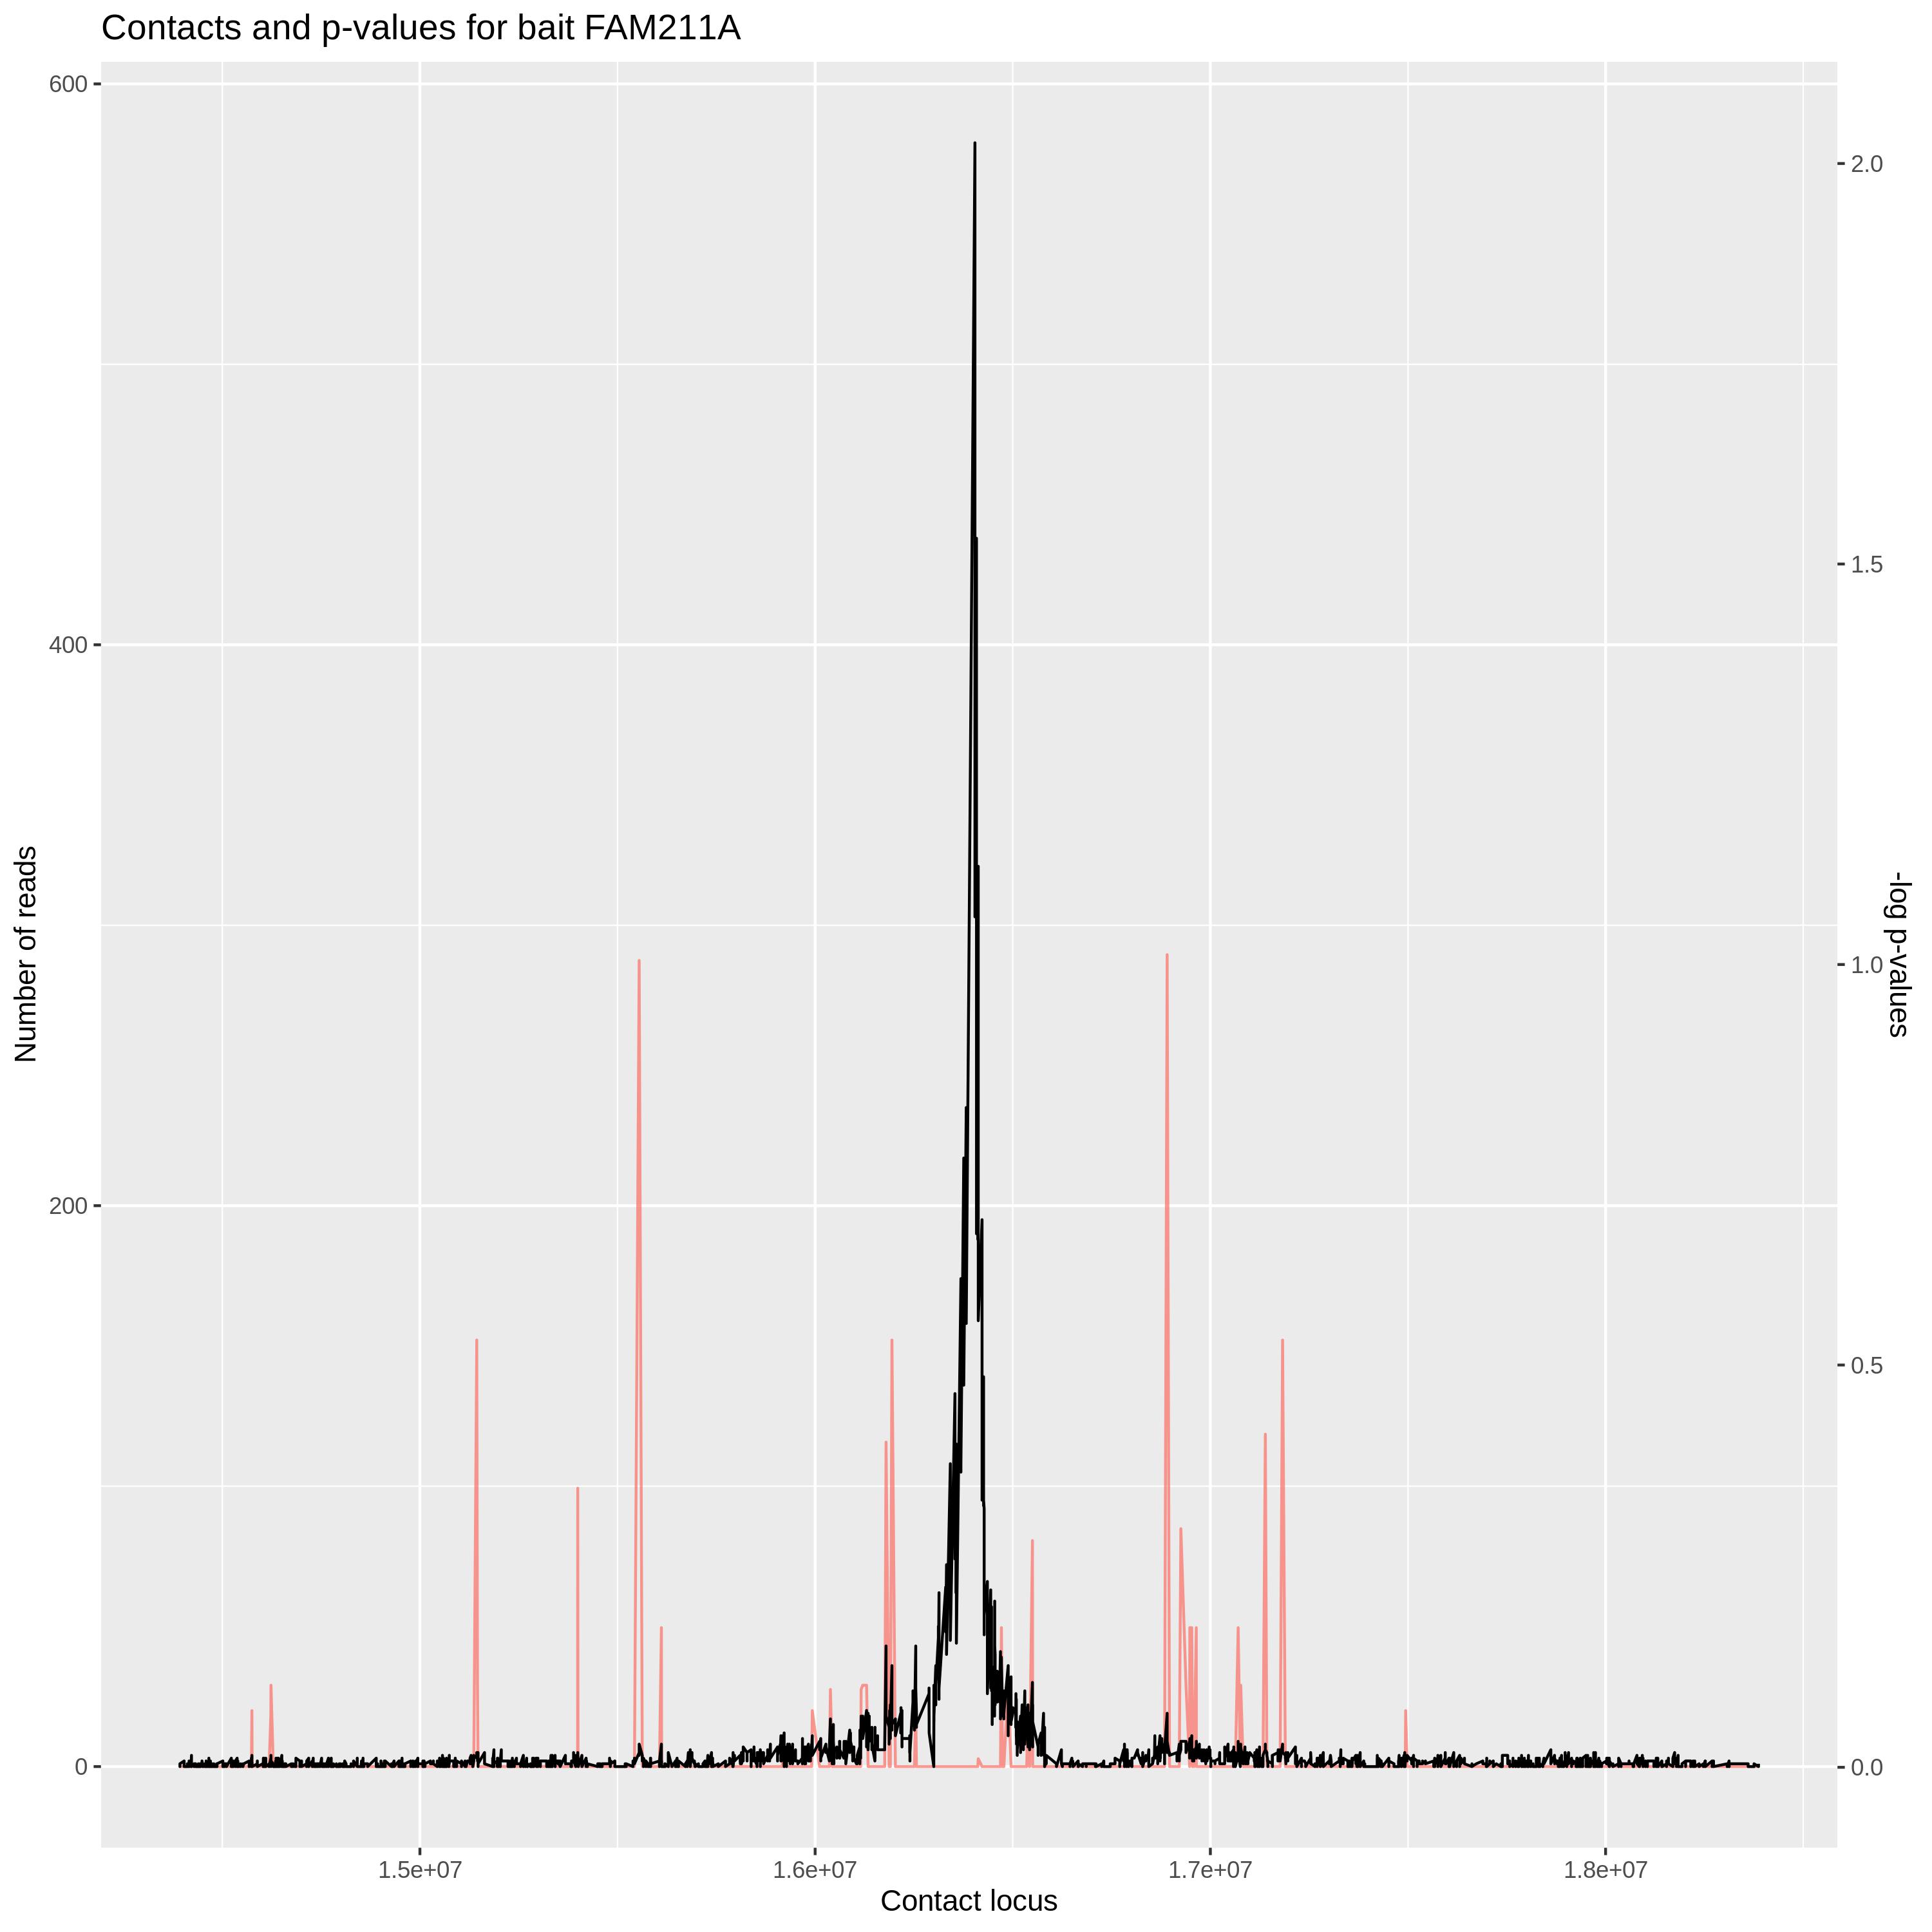 Contacts and p-values for bait FAM211A
600
400
200
0
Number of reads
2.0
1.5
1.0
0.5
0.0
-log p-values
1.5e+07
1.6e+07
1.7e+07
1.8e+07
Contact locus